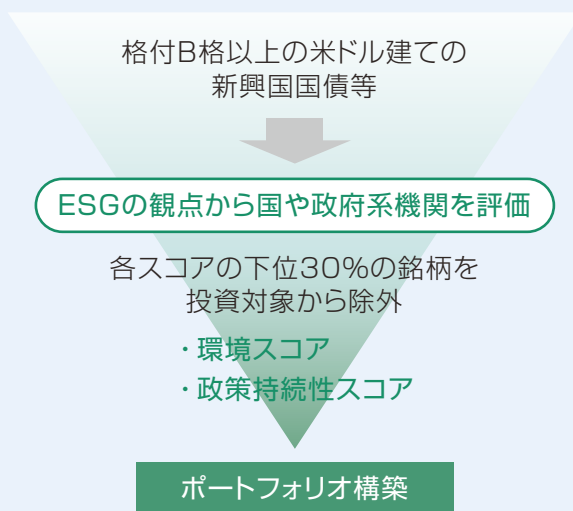 格付B格以上の米ドル建ての
新興国国債等
ESGの観点から国や政府系機関を評価
各スコアの下位30%の銘柄を
投資対象から除外
・環境スコア
・政策持続性スコア
ポートフォリオ構築